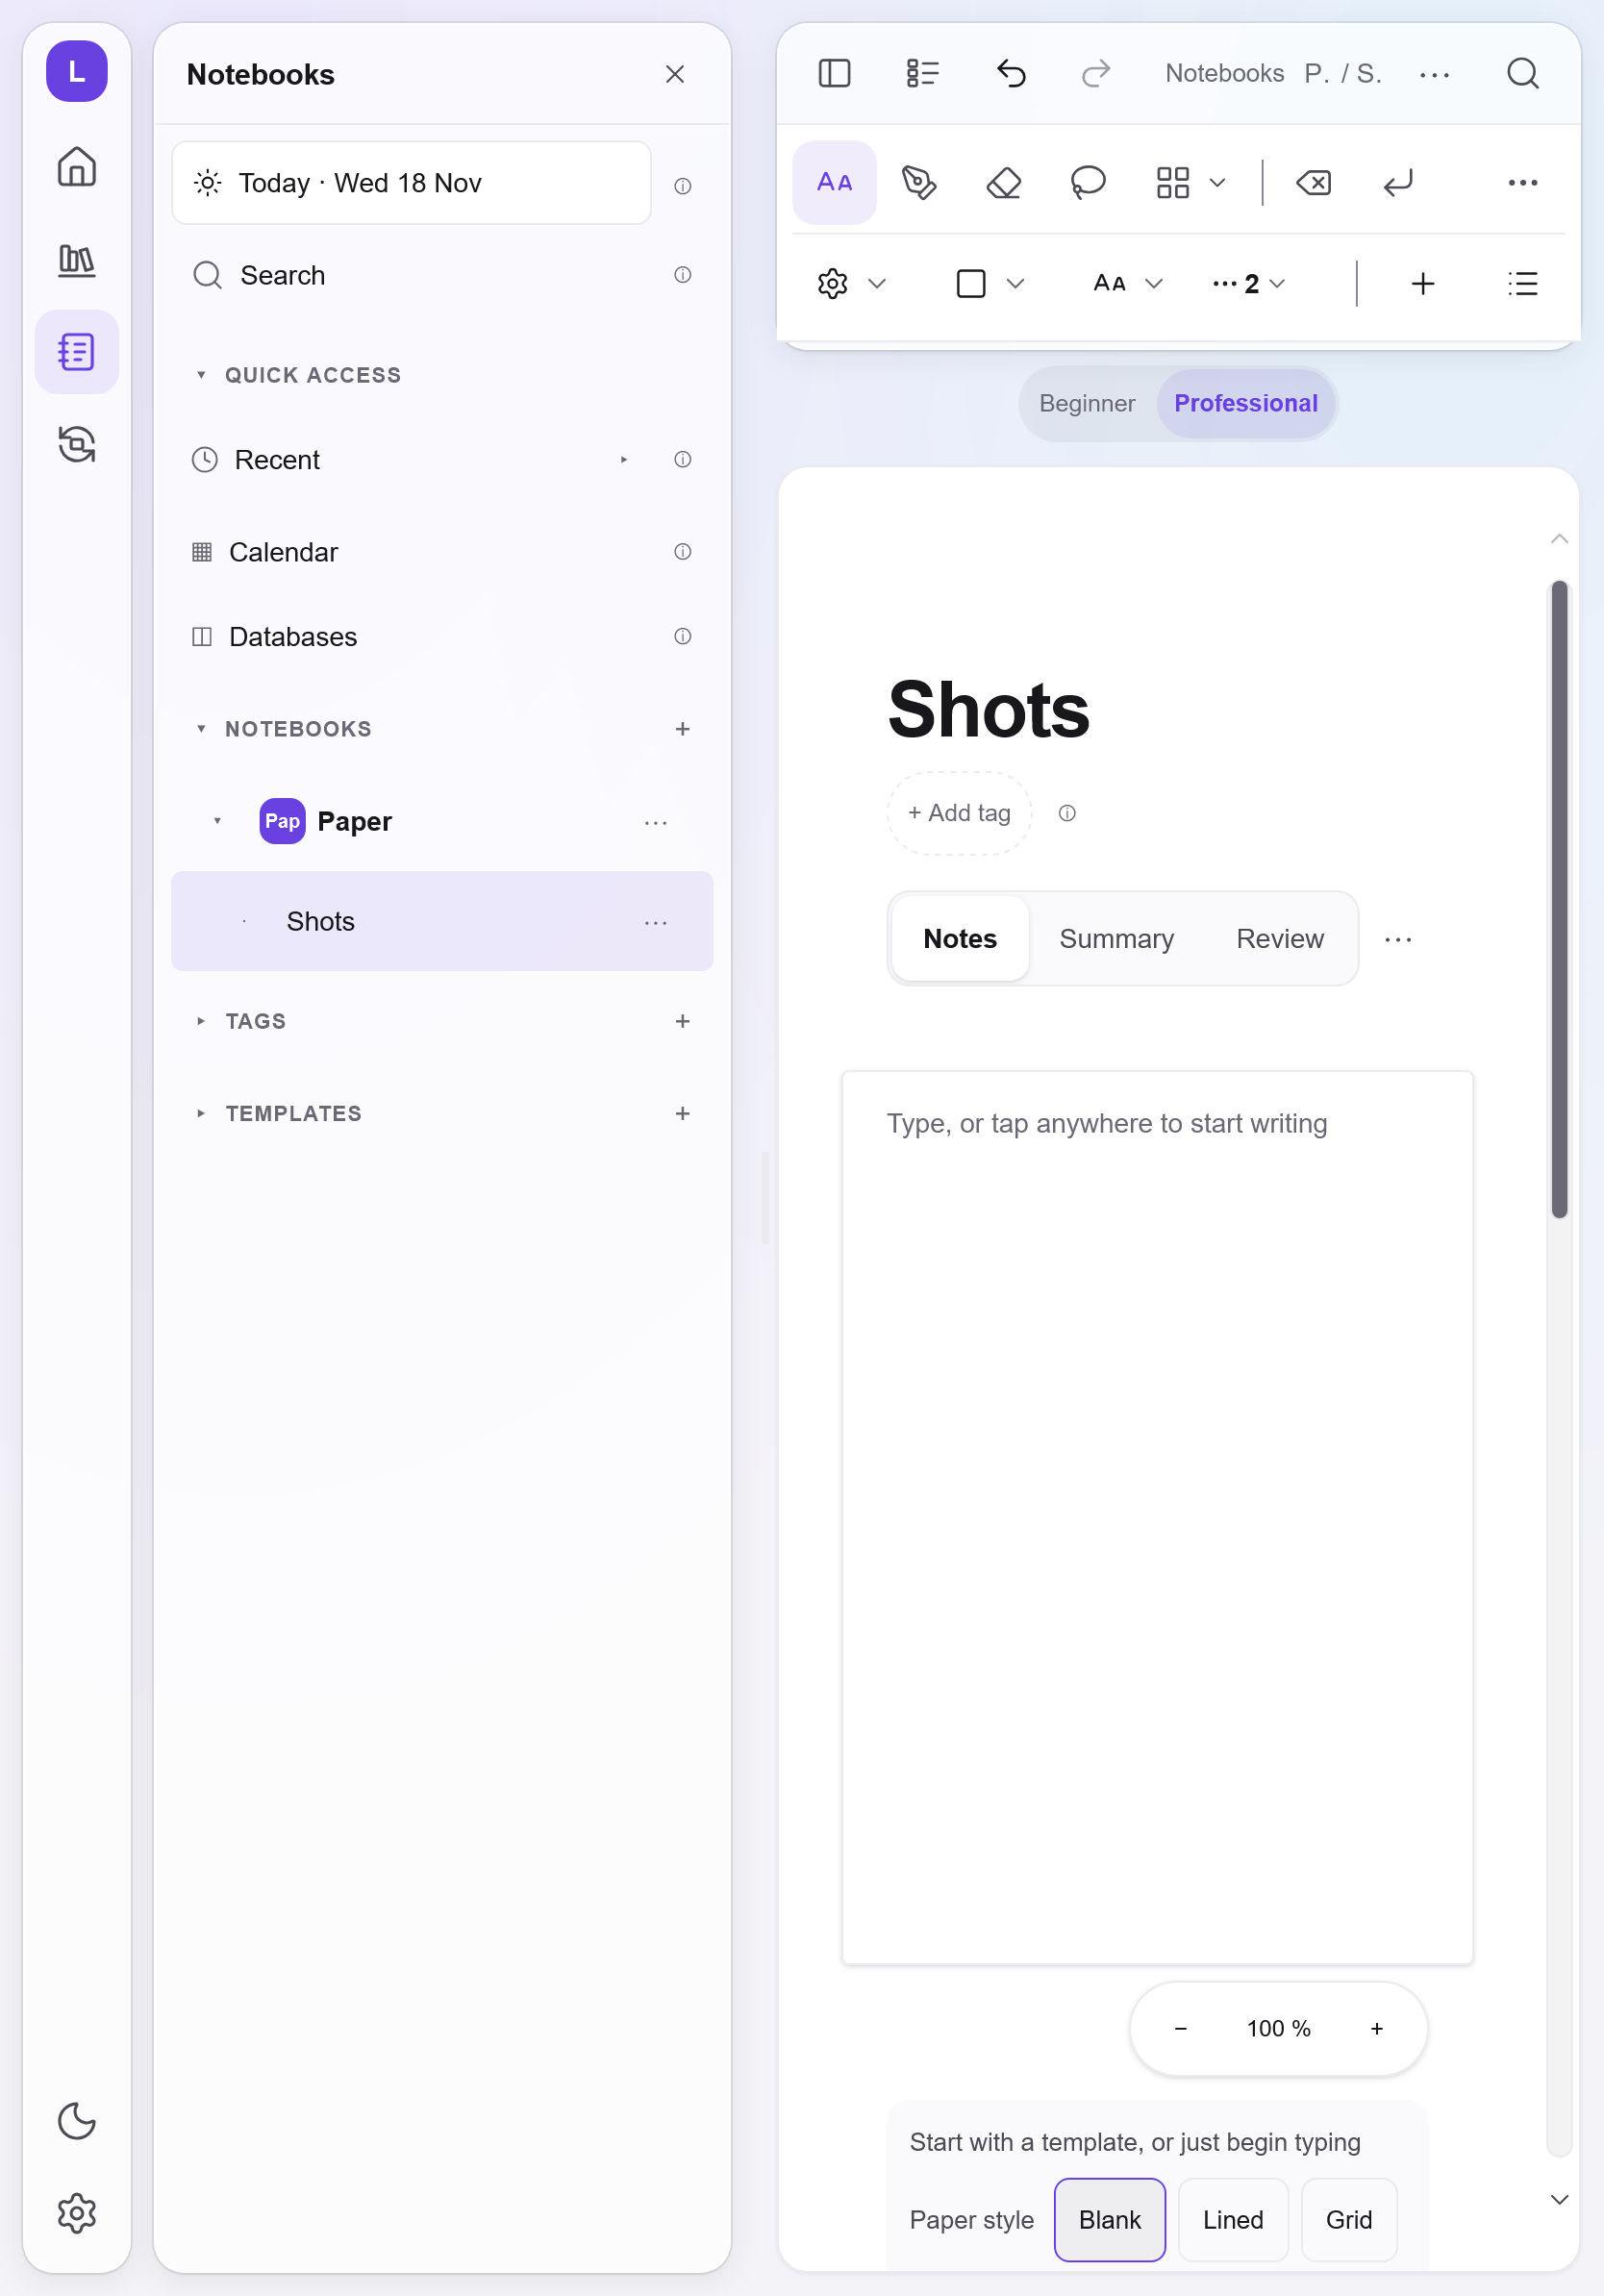 L
Notebooks
Today · Wed 18 Nov
Search
QUICK ACCESS
Recent
Calendar
Databases
NOTEBOOKS
Pap Paper
Shots
TAGS
TEMPLATES
Notebooks P. / S.
AA
AA
2
Beginner Professional
Shots
+ Add tag
Notes Summary Review
Type, or tap anywhere to start writing
− 100 % +
Start with a template, or just begin typing
Paper style Blank Lined Grid